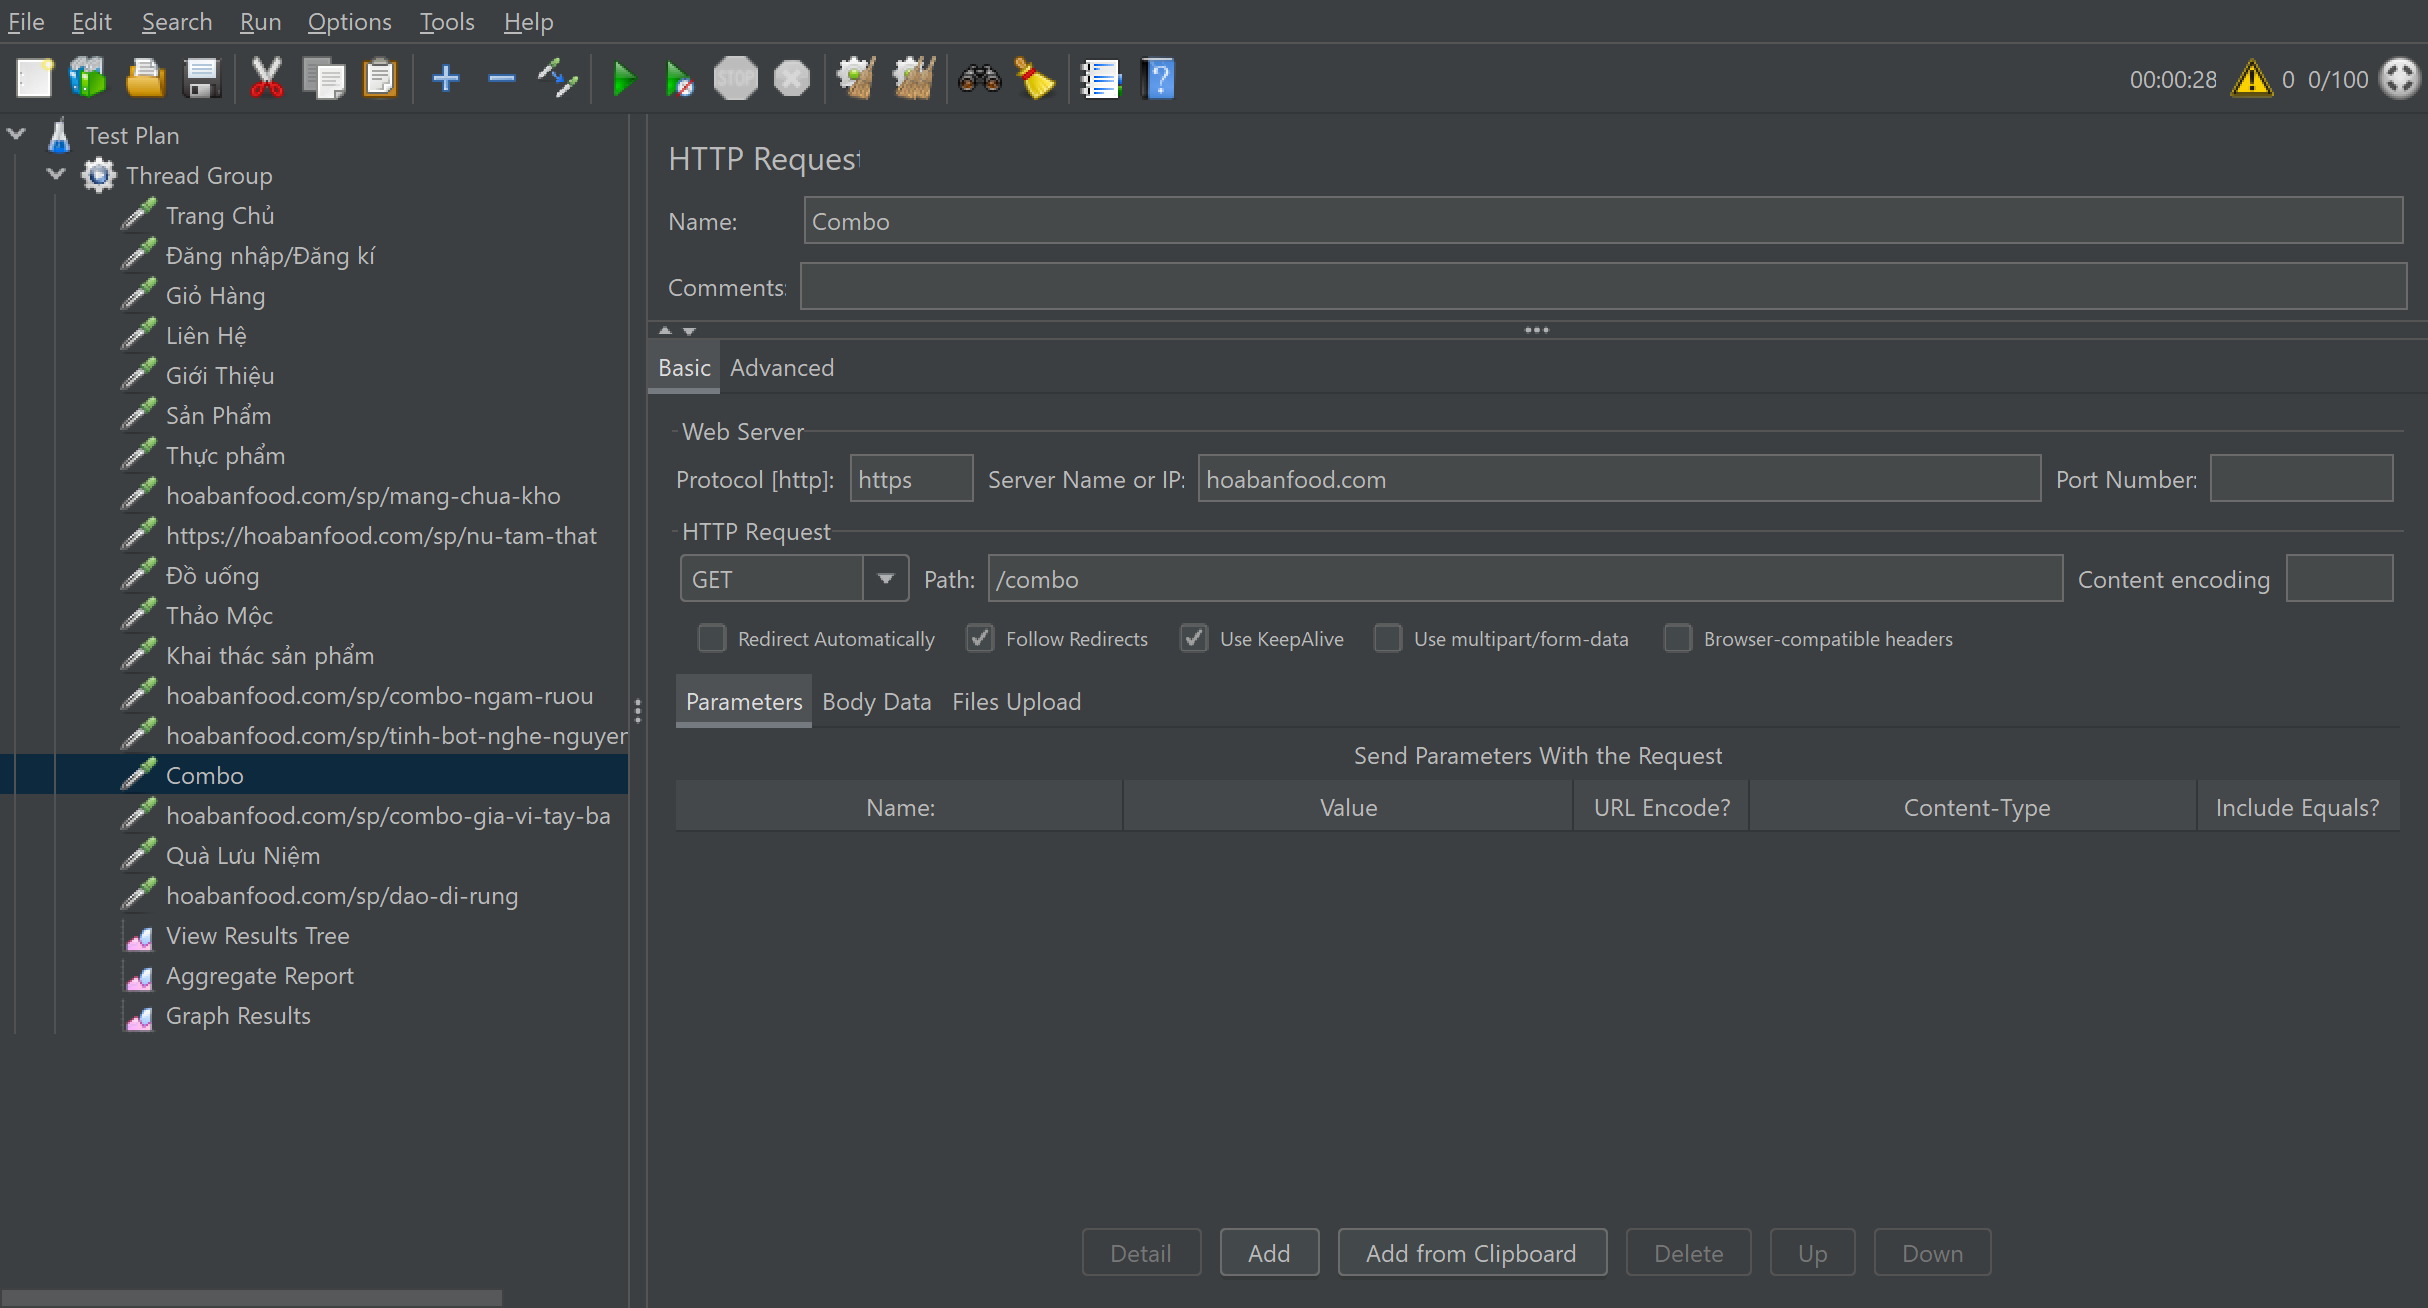 File Edit Search Run Options Tools Help
STOP
00:00:28 0 0/100
Test Plan
Thread Group
Trang Chủ
Đăng nhập/Đăng kí
Giỏ Hàng
Liên Hệ
Giới Thiệu
Sản Phẩm
Thực phẩm
hoabanfood.com/sp/mang-chua-kho
https://hoabanfood.com/sp/nu-tam-that
Đồ uống
Thảo Mộc
Khai thác sản phẩm
hoabanfood.com/sp/combo-ngam-ruou
hoabanfood.com/sp/tinh-bot-nghe-nguyer
Combo
hoabanfood.com/sp/combo-gia-vi-tay-ba
Quà Lưu Niệm
hoabanfood.com/sp/dao-di-rung
View Results Tree
Aggregate Report
Graph Results
HTTP Request
Name: Combo
Comments:
Basic Advanced
Web Server
Protocol [http]: https Server Name or IP: hoabanfood.com Port Number:
HTTP Request
GET Path: /combo Content encoding
Redirect Automatically Follow Redirects Use KeepAlive Use multipart/form-data Browser-compatible headers
Parameters Body Data Files Upload
Send Parameters With the Request
Name: Value URL Encode? Content-Type Include Equals?
Detail Add Add from Clipboard Delete Up Down